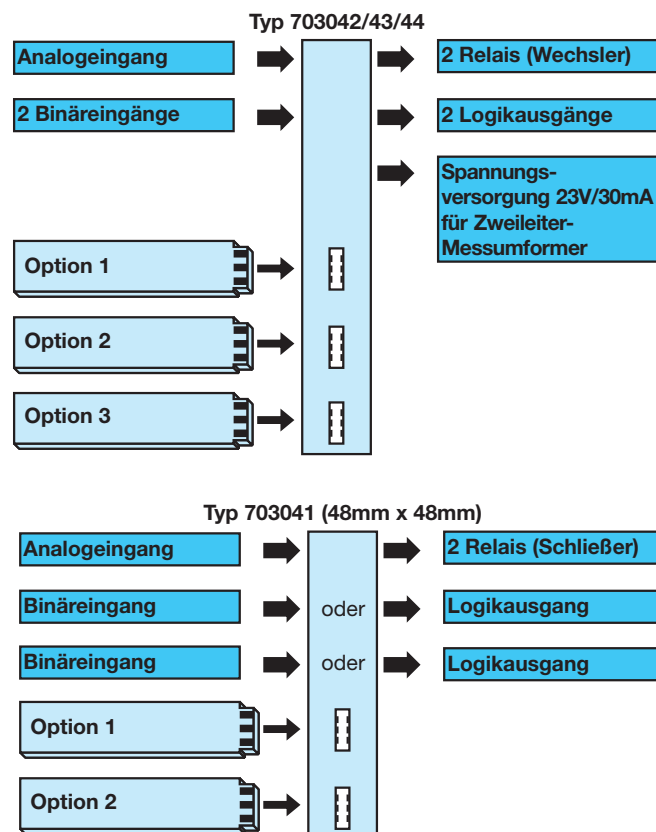 Typ 703042/43/44
Analogeingang
2 Relais (Wechsler)
2 Binäreingänge
2 Logikausgänge
Spannungs-
versorgung 23V/30mA
für Zweileiter-
Messumformer
Option 1
Option 2
Option 3
Typ 703041 (48mm x 48mm)
Analogeingang
2 Relais (Schließer)
Binäreingang
oder
Logikausgang
Binäreingang
oder
Logikausgang
Option 1
Option 2